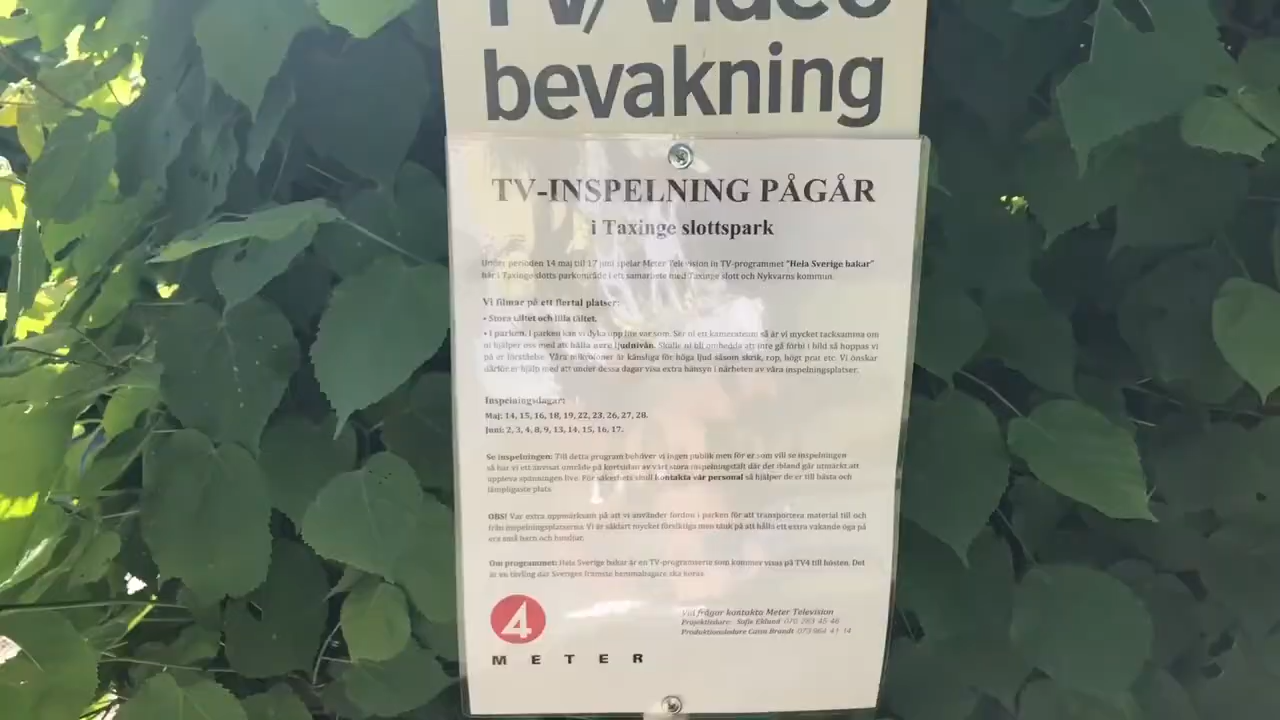 TV/Video
bevakning
TV-INSPELNING PÅGÅR
i Taxinge slottspark
Under perioden 14 maj till 17 juni spelar Meter Television in TV-programmet "Hela Sverige bakar"
här i Taxinge slotts parkområde i ett samarbete med Taxinge slott och Nykvarns kommun.
Vi filmar på ett flertal platser:
• Stora tältet och lilla tältet.
• I parken. I parken kan vi dyka upp lite var som. Ser ni ett kamerateam så är vi mycket tacksamma om
ni hjälper oss med att hålla nere ljudnivån. Skulle ni bli ombedda att inte gå förbi i bild så hoppas vi
på er förståelse. Våra mikrofoner är känsliga för höga ljud såsom skrik, rop, högt prat etc. Vi önskar
därför er hjälp med att under dessa dagar visa extra hänsyn i närheten av våra inspelningsplatser.
Inspelningsdagar:
Maj: 14, 15, 16, 18, 19, 22, 23, 26, 27, 28.
Juni: 2, 3, 4, 8, 9, 13, 14, 15, 16, 17.
Se inspelningen: Till detta program behöver vi ingen publik men för er som vill se inspelningen
så har vi ett område på kortsidan av vårt stora inspelningstält där det ibland går utmärkt att
uppleva spänningen live. För säkerhets skull kontakta vår personal så hjälper de er till bästa och
lämpligaste plats.
OBS! Var extra uppmärksam på att vi använder fordon i parken för att transportera material till och
från inspelningsplatserna. Vi är såklart mycket försiktiga men tänk på att hålla ett extra vakande öga på
era små barn och husdjur.
Om programmet: Hela Sverige bakar är en TV-programserie som kommer visas på TV4 till hösten. Det
är en tävling där Sveriges främste hemmabagare ska koras.
4
METER
Vid frågor kontakta Meter Television
Projektledare: Sofie Eklund 070 283 45 46
Produktionsledare Brandt 073 864 41 14